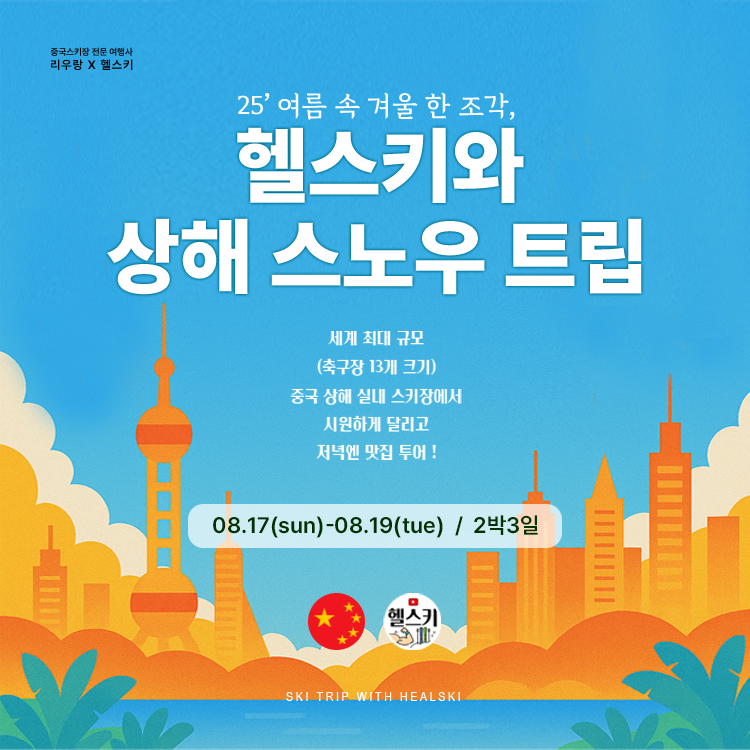 중국스키장 전문 여행사
리우랑 X 헬스키
25’ 여름 속 겨울 한 조각,
헬스키와
상해 스노우 트립
세계 최대 규모
(축구장 13개 크기)
중국 상해 실내 스키장에서
시원하게 달리고
저녁엔 맛집 투어 !
08.17(sun)-08.19(tue) / 2박3일
헬스키
SKI TRIP WITH HEALSKI